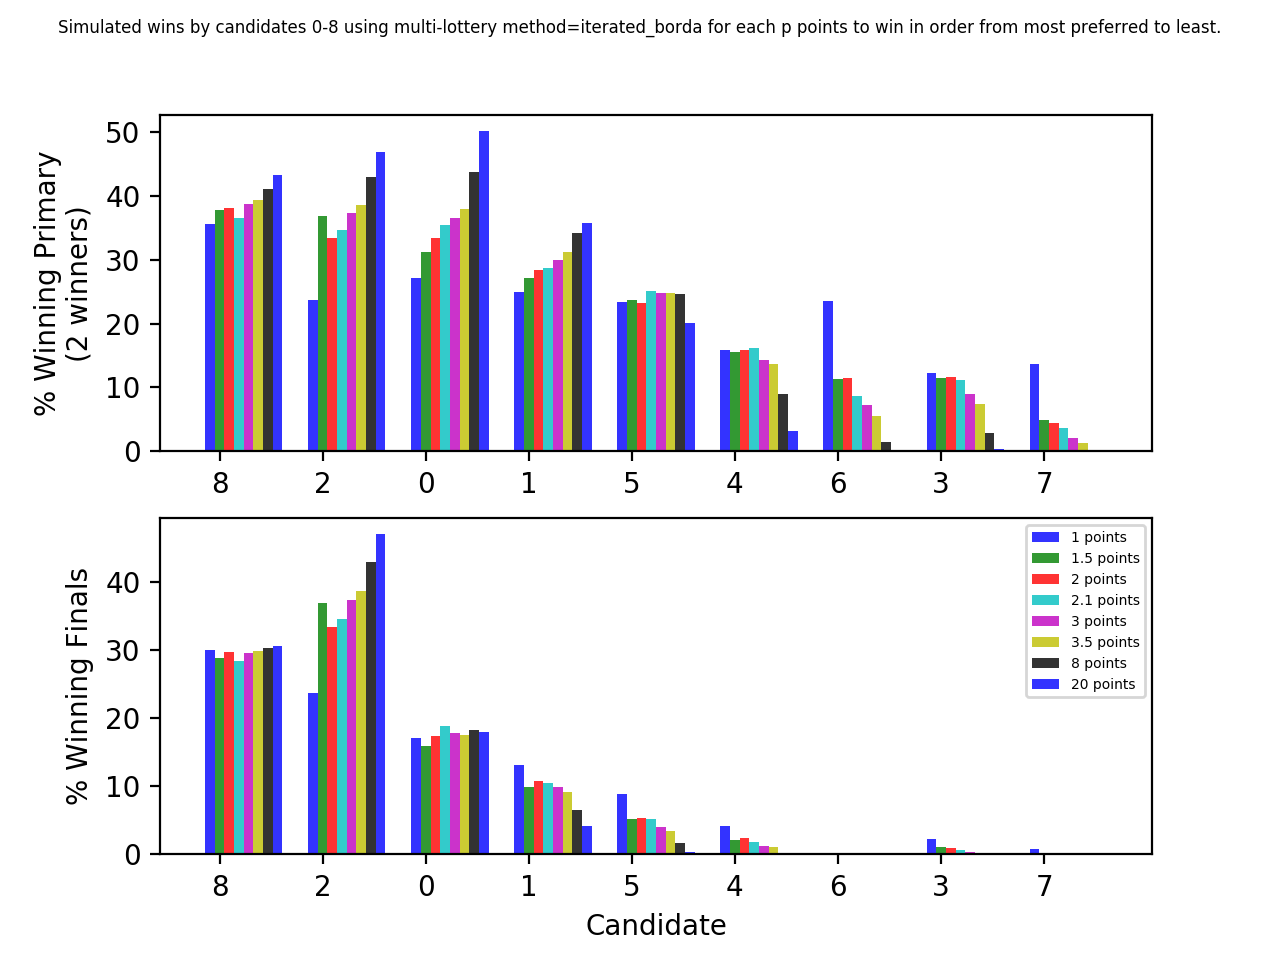 Simulated wins by candidates 0-8 using multi-lottery method=iterated_borda for each p points to win in order from most preferred to least.
% Winning Primary
(2 winners)
50
40
30
20
10
0
8 2 0 1 5 4 6 3 7
% Winning Finals
40
30
20
10
0
1 points
1.5 points
2 points
2.1 points
3 points
3.5 points
8 points
20 points
8 2 0 1 5 4 6 3 7
Candidate